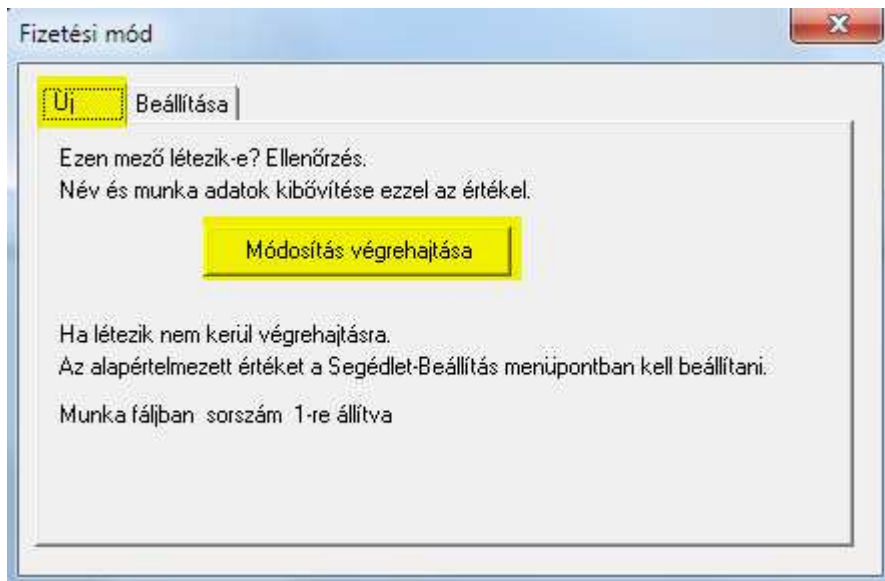 Fizetési mód
Új Beállítása
Ezen mező létezik-e? Ellenőrzés.
Név és munka adatok kibővítése ezzel az értékel.
Módosítás végrehajtása
Ha létezik nem kerül végrehajtásra.
Az alapértelmezett értéket a Segédlet-Beállítás menüpontban kell beállítani.
Munka fáljban sorszám 1-re állítva